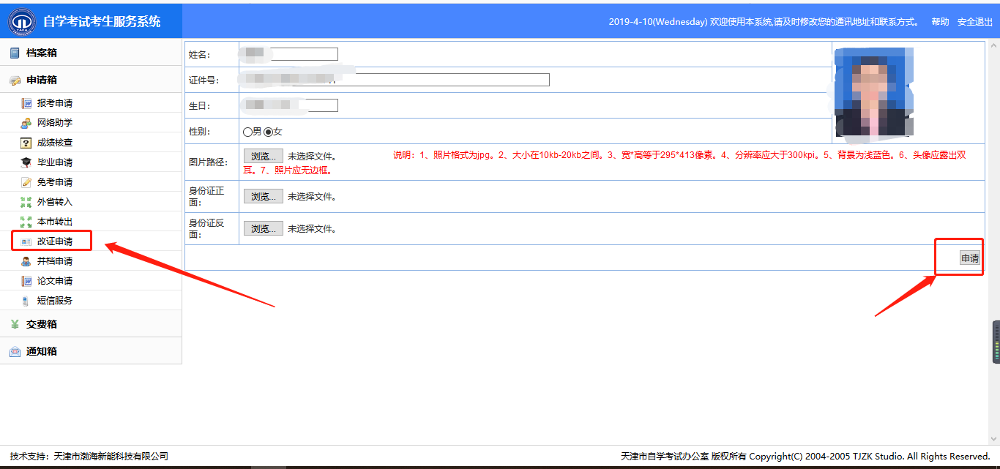 自学考试考生服务系统
2019-4-10(Wednesday) 欢迎使用本系统,请及时修改您的通讯地址和联系方式。 帮助 安全退出
档案箱
申请箱
报考申请
网络助学
成绩核查
毕业申请
免考申请
外省转入
本市转出
改证申请
并档申请
论文申请
短信服务
交费箱
通知箱
姓名:
证件号:
生日:
性别: 男 女
图片路径: 浏览... 未选择文件。 说明：1、照片格式为jpg。2、大小在10kb-20kb之间。3、宽*高等于295*413像素。4、分辨率应大于300kpi。5、背景为浅蓝色。6、头像应露出双
耳。7、照片应无边框。
身份证正
面: 浏览... 未选择文件。
身份证反
面: 浏览... 未选择文件。
申请
技术支持：天津市渤海新能科技有限公司
天津市自学考试办公室 版权所有 Copyright(C) 2004-2005 TJZK Studio. All Rights Reserved.